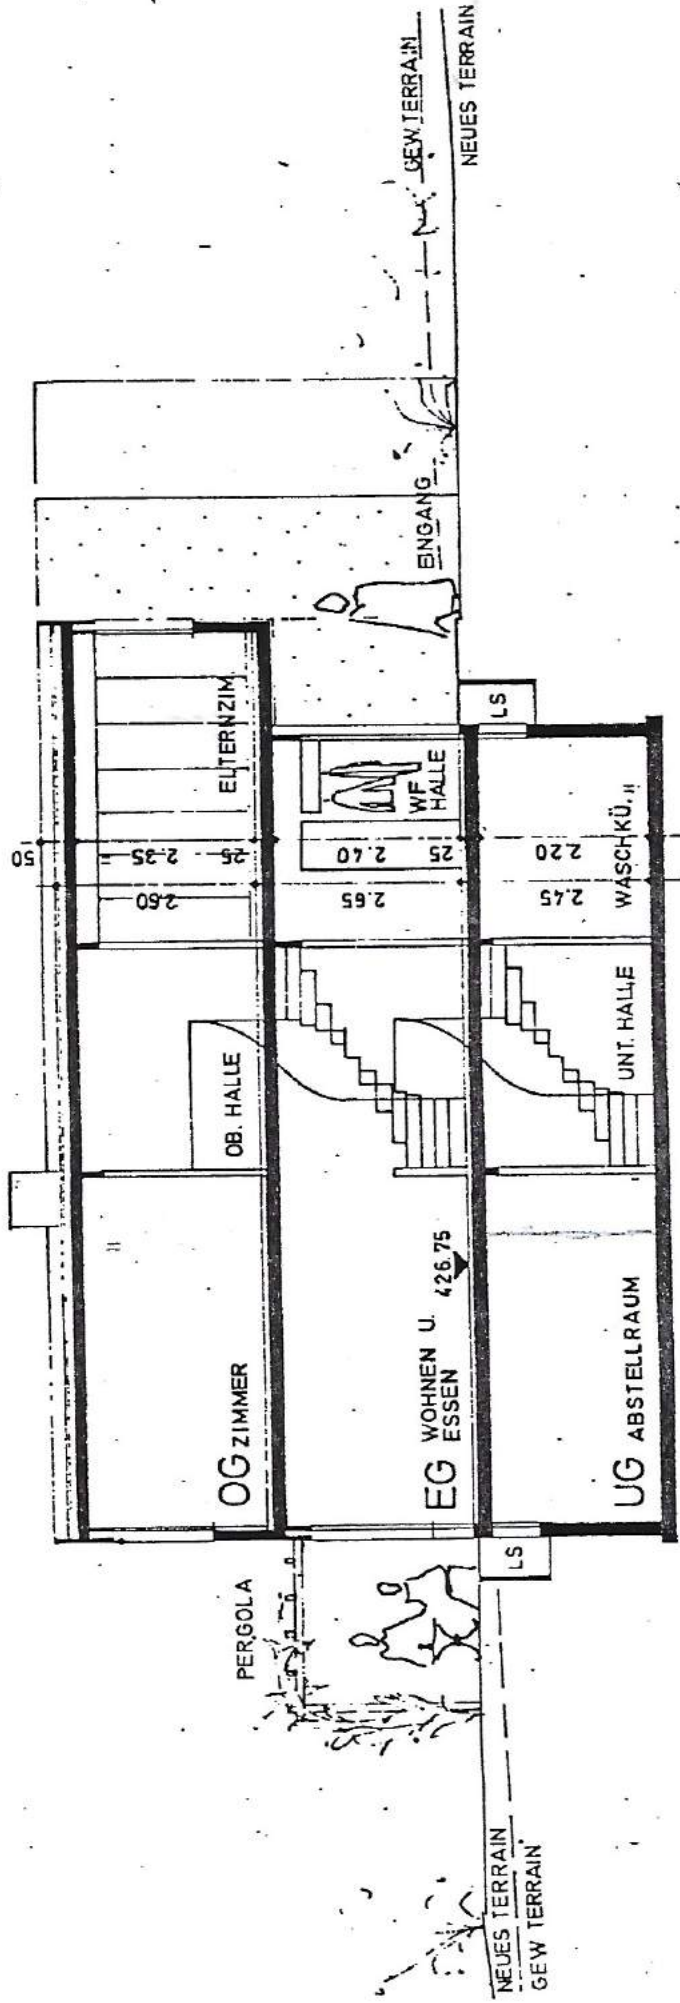 PERGOLA
NEUES TERRAIN
GEW TERRAIN
OG ZIMMER
OB. HALLE
ELTERNZIM.
50
25 2.35
2.60
EG WOHNEN U.
ESSEN
426.75
WF
HALLE
25 2.40
2.65
EINGANG
GEW. TERRAIN
NEUES TERRAIN
LS
UG ABSTELLRAUM
UNT. HALLE
WASCHKÜ.
2.20
2.45
LS